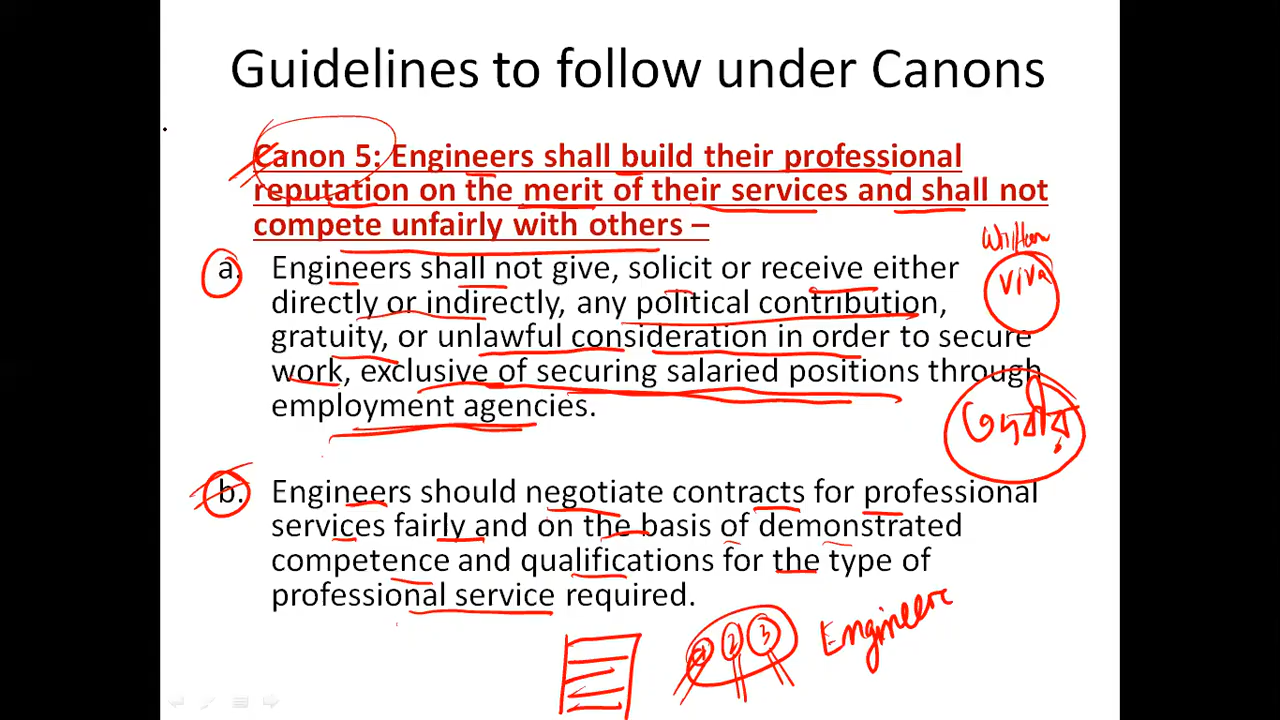 Guidelines to follow under Canons
Canon 5: Engineers shall build their professional
reputation on the merit of their services and shall not
compete unfairly with others –
Written
viva
a. Engineers shall not give, solicit or receive either
directly or indirectly, any political contribution,
gratuity, or unlawful consideration in order to secure
work, exclusive of securing salaried positions through
employment agencies.
তদবীর
b. Engineers should negotiate contracts for professional
services fairly and on the basis of demonstrated
competence and qualifications for the type of
professional service required.
1 2 3 Engineer